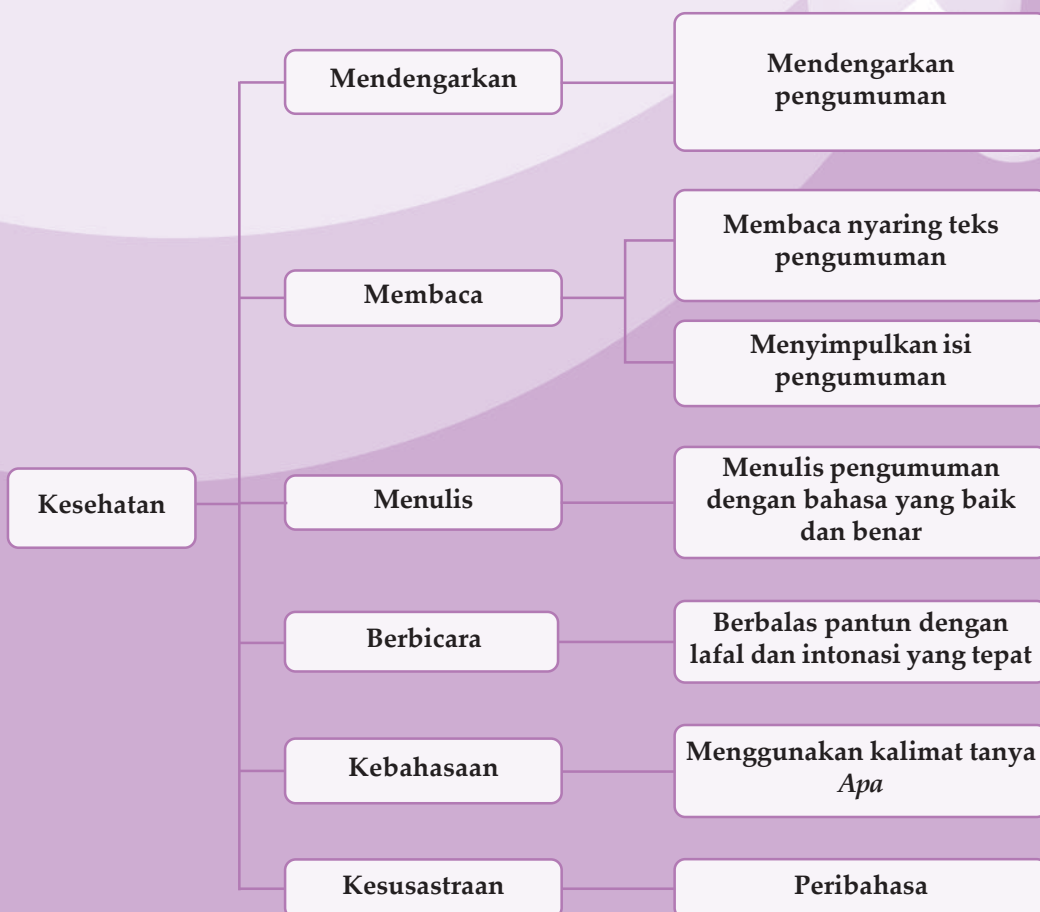 Kesehatan
Mendengarkan
Mendengarkan
pengumuman
Membaca
Membaca nyaring teks
pengumuman
Menyimpulkan isi
pengumuman
Menulis
Menulis pengumuman
dengan bahasa yang baik
dan benar
Berbicara
Berbalas pantun dengan
lafal dan intonasi yang tepat
Kebahasaan
Menggunakan kalimat tanya
Apa
Kesusastraan
Peribahasa